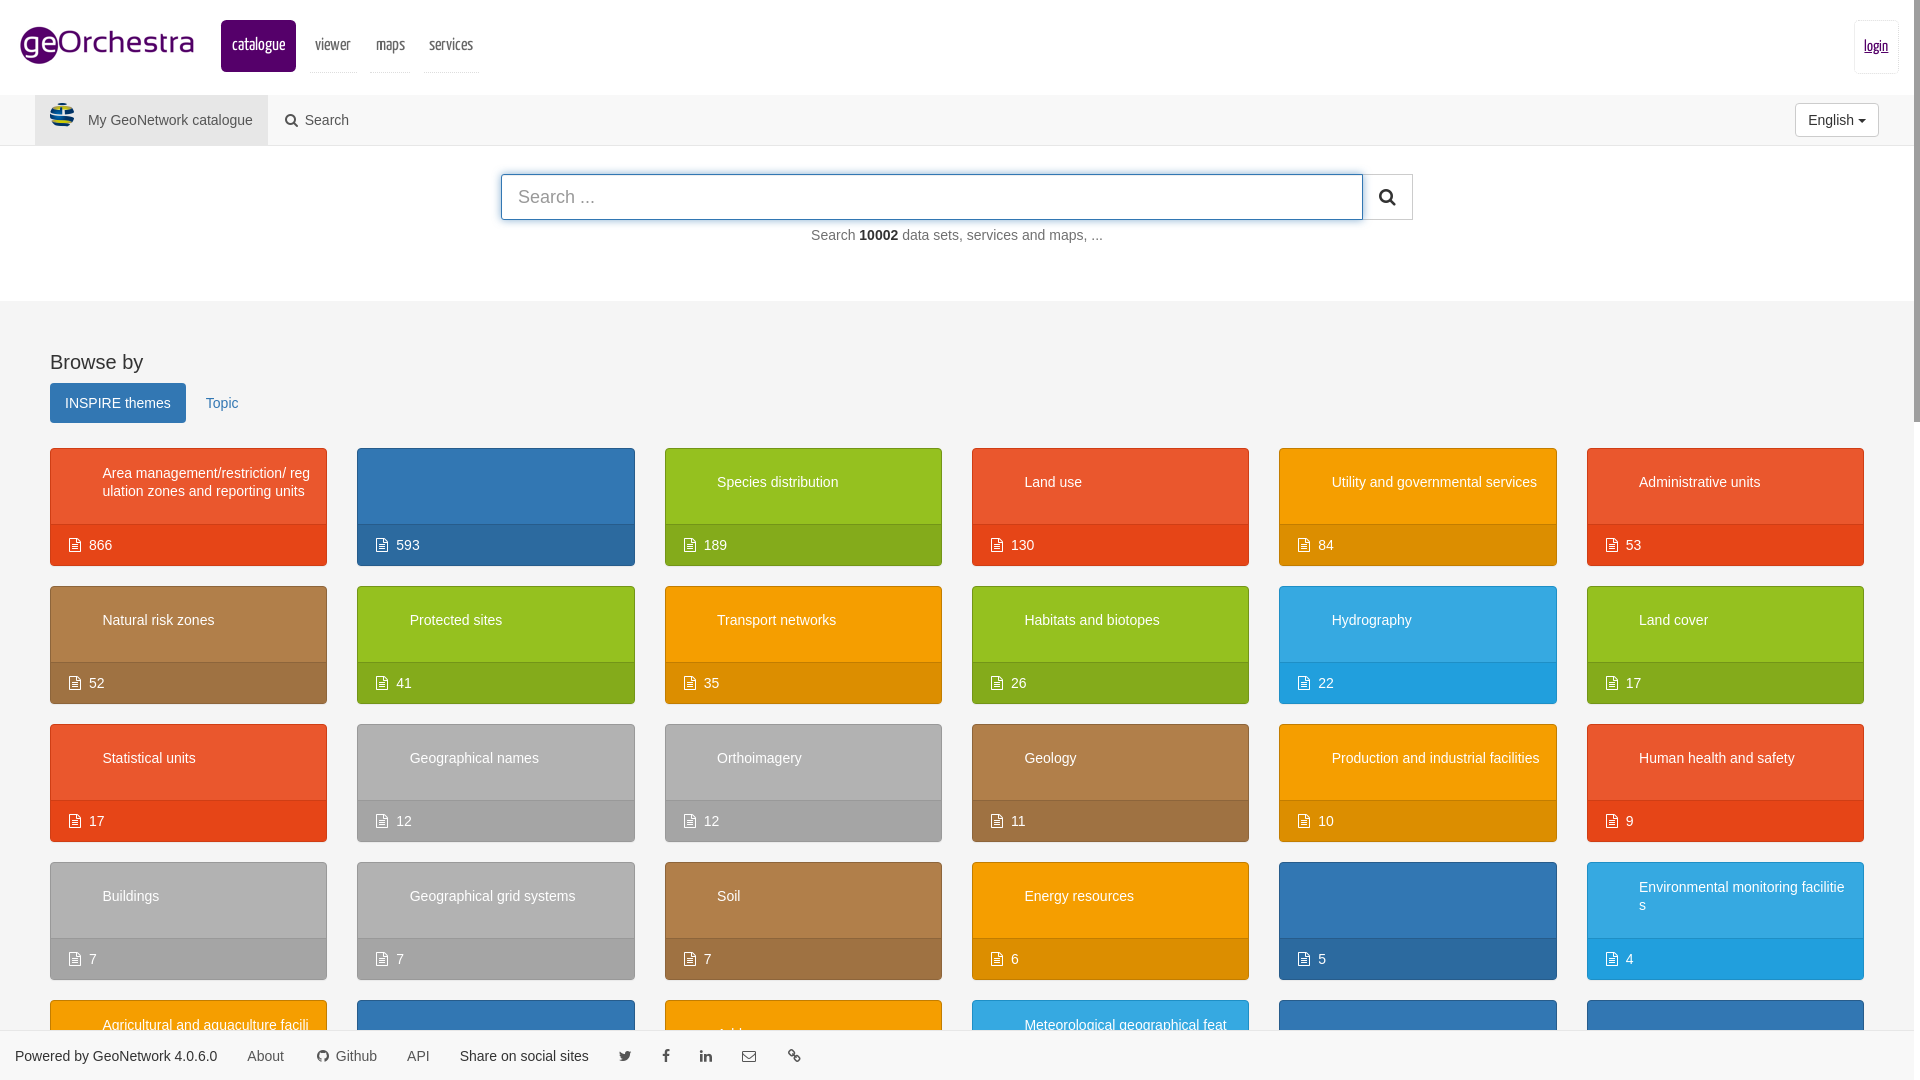 geOrchestra
catalogue
viewer
maps
services
login
My GeoNetwork catalogue
Search
English
Search ...
Search 10002 data sets, services and maps, ...
Browse by
INSPIRE themes
Topic
Area management/restriction/ reg
ulation zones and reporting units
Species distribution
Land use
Utility and governmental services
Administrative units
866
593
189
130
84
53
Natural risk zones
Protected sites
Transport networks
Habitats and biotopes
Hydrography
Land cover
52
41
35
26
22
17
Statistical units
Geographical names
Orthoimagery
Geology
Production and industrial facilities
Human health and safety
17
12
12
11
10
9
Buildings
Geographical grid systems
Soil
Energy resources
Environmental monitoring facilitie
s
7
7
7
6
5
4
Agricultural and aquaculture facili
Meteorological geographical feat
Powered by GeoNetwork 4.0.6.0
About
Github
API
Share on social sites